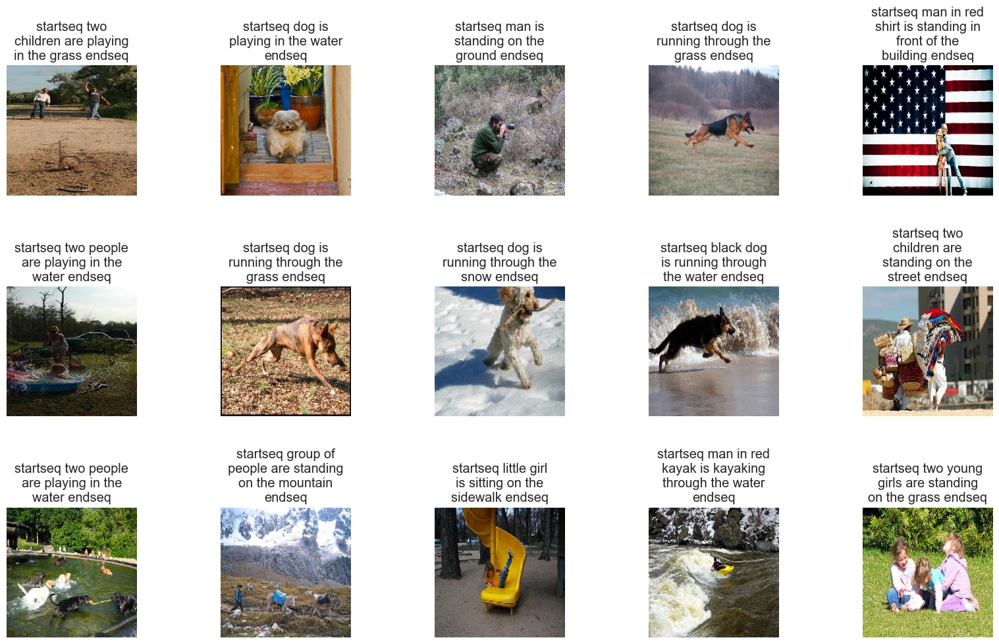 startseq two
children are playing
in the grass endseq
startseq dog is
playing in the water
endseq
startseq man is
standing on the
ground endseq
startseq dog is
running through the
grass endseq
startseq man in red
shirt is standing in
front of the
building endseq
startseq two people
are playing in the
water endseq
startseq dog is
running through the
grass endseq
startseq dog is
running through the
snow endseq
startseq black dog
is running through
the water endseq
startseq two
children are
standing on the
street endseq
startseq two people
are playing in the
water endseq
startseq group of
people are standing
on the mountain
endseq
startseq little girl
is sitting on the
sidewalk endseq
startseq man in red
kayak is kayaking
through the water
endseq
startseq two young
girls are standing
on the grass endseq